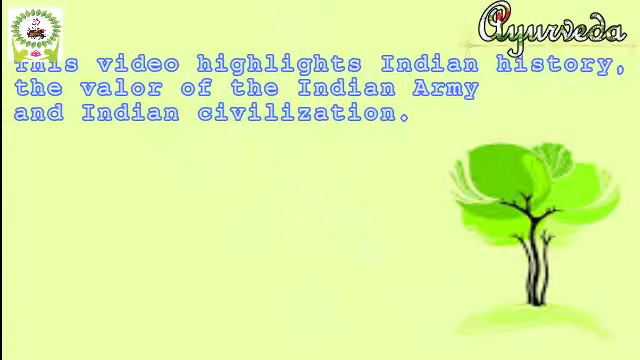 Ayurveda
This video highlights Indian history,
the valor of the Indian Army
and Indian civilization.